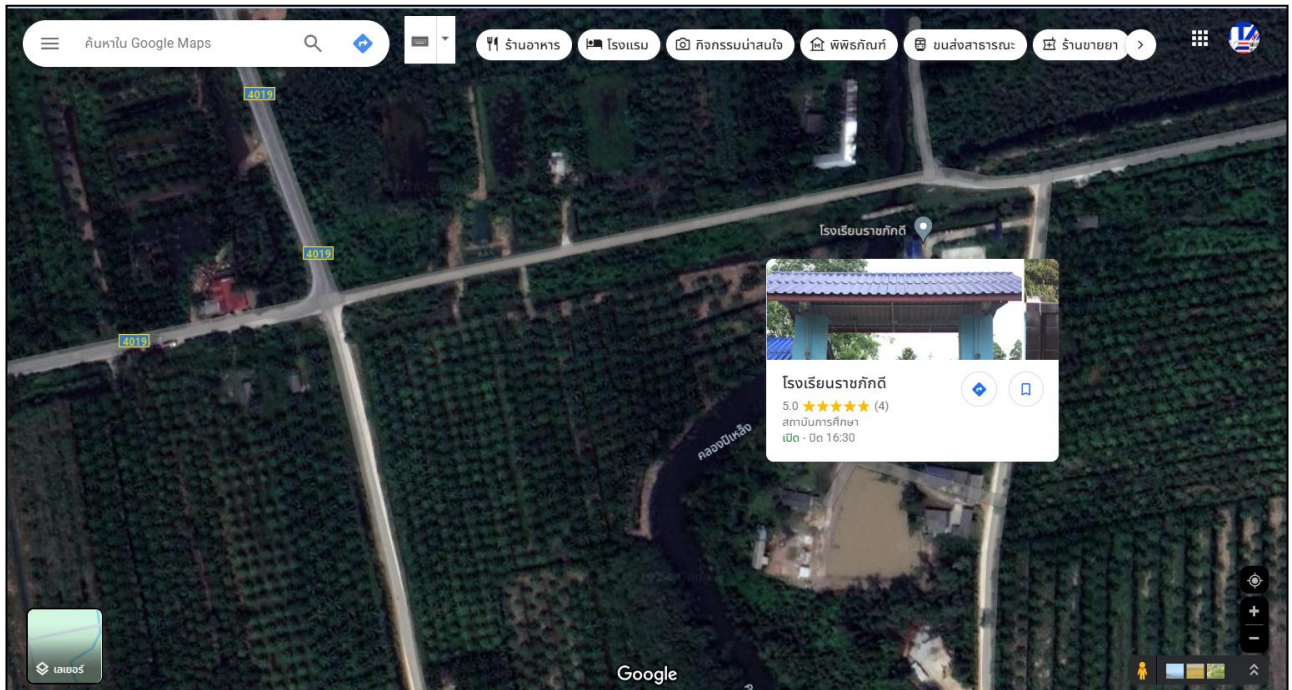 ค้นหาใน Google Maps
ร้านอาหาร
โรงแรม
กิจกรรมน่าสนใจ
พิพิธภัณฑ์
ขนส่งสาธารณะ
ร้านขายยา
4019
4019
4019
โรงเรียนราชภักดี
โรงเรียนราชภักดี
5.0 ★★★★★ (4)
สถาบันการศึกษา
เปิด - ปิด 16:30
คลองปิเหล็ง
เลเยอร์
Google